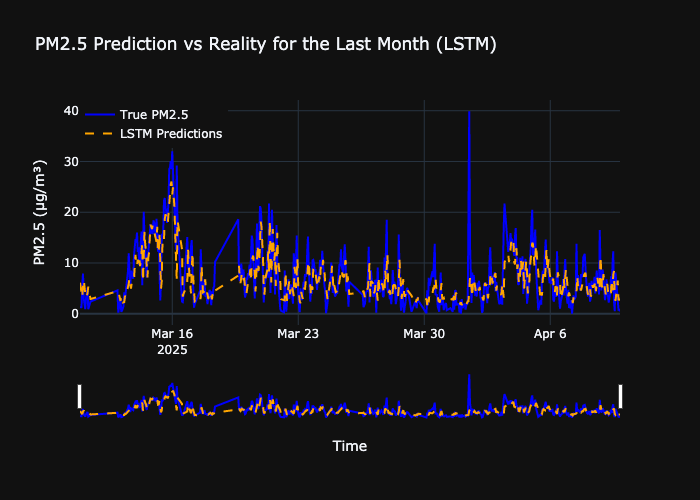 PM2.5 Prediction vs Reality for the Last Month (LSTM)
True PM2.5
LSTM Predictions
PM2.5 (µg/m³)
40
30
20
10
0
Mar 16
2025
Mar 23
Mar 30
Apr 6
Time